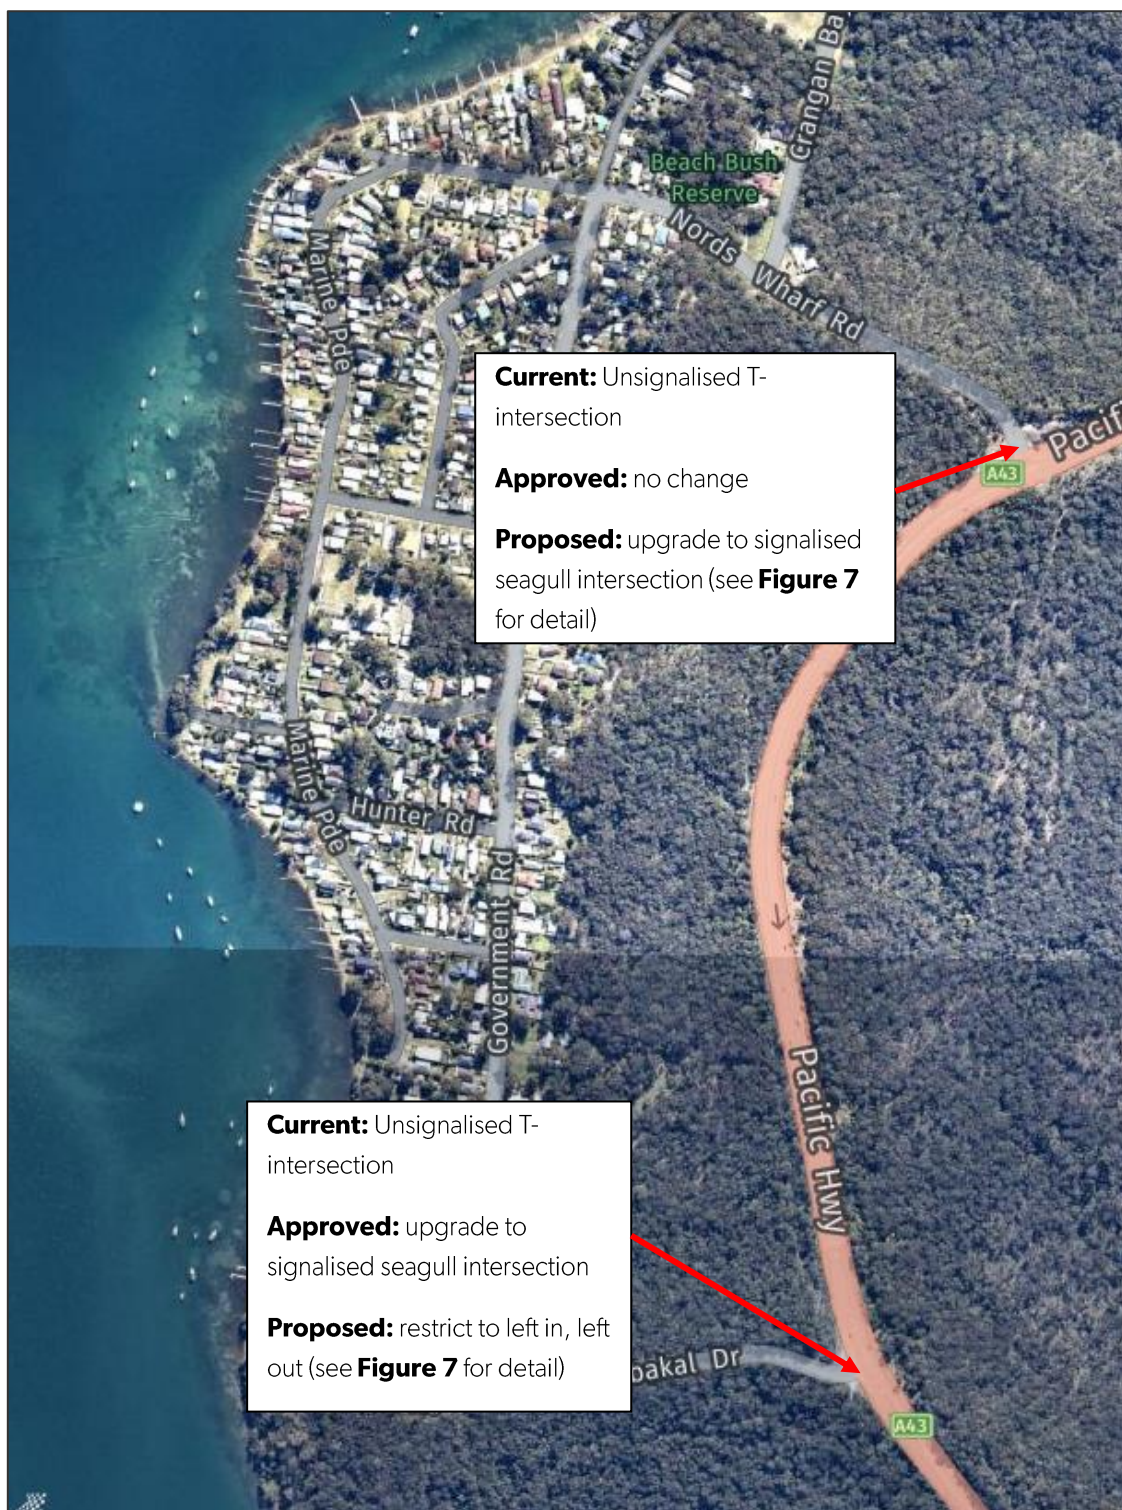 Crangan Ba
Beach Bush
Reserve
Nords Wharf Rd
Marine Pde
Current: Unsignalised T-
intersection
Approved: no change
Proposed: upgrade to signalised
seagull intersection (see Figure 7
for detail)
Pacif
A43
Marine Pde
Hunter Rd
Government Rd
Pacific Hwy
Current: Unsignalised T-
intersection
Approved: upgrade to
signalised seagull intersection
Proposed: restrict to left in, left
out (see Figure 7 for detail)
bakal Dr
A43